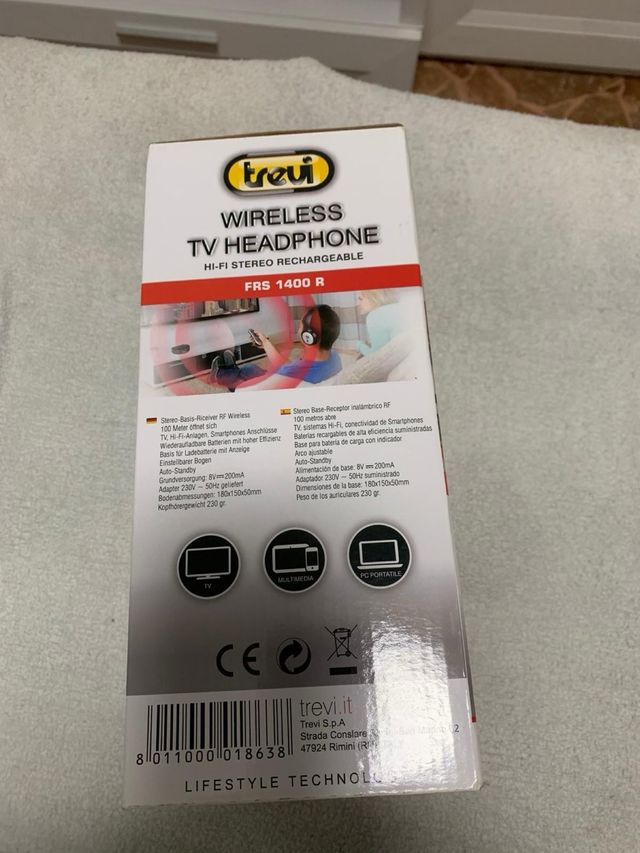 trevi
WIRELESS
TV HEADPHONE
HI-FI STEREO RECHARGEABLE
FRS 1400 R
Stereo-Basis-Riceiver RF Wireless
100 Meter öffnet sich
TV, Hi-Fi-Anlagen, Smartphones Anschlüsse
Wiederaufladbare Batterien mit hoher Effizienz
Basis für Ladebatterie mit Anzeige
Einstellbarer Bogen
Auto-Standby
Grundversorgung: 8V⎓200mA
Adapter 230V ~ 50Hz geliefert
Bodenabmessungen: 180x150x50mm
Kopfhörergewicht 230 gr.
Stereo Base-Receptor inalámbrico RF
100 metros abre
TV, sistemas Hi-Fi, conectividad de Smartphones
Baterías recargables de alta eficiencia suministradas
Base para batería de carga con indicador
Arco ajustable
Auto-Standby
Alimentación de base: 8V⎓200mA
Adaptador 230V ~ 50Hz suministrado
Dimensiones de la base: 180x150x50mm
Peso de los auriculares 230 gr.
TV
MULTIMEDIA
PC PORTATILE
CE
8 011000 018638
trevi.it
Trevi S.p.A
Strada Consolare
47924 Rimini
LIFESTYLE